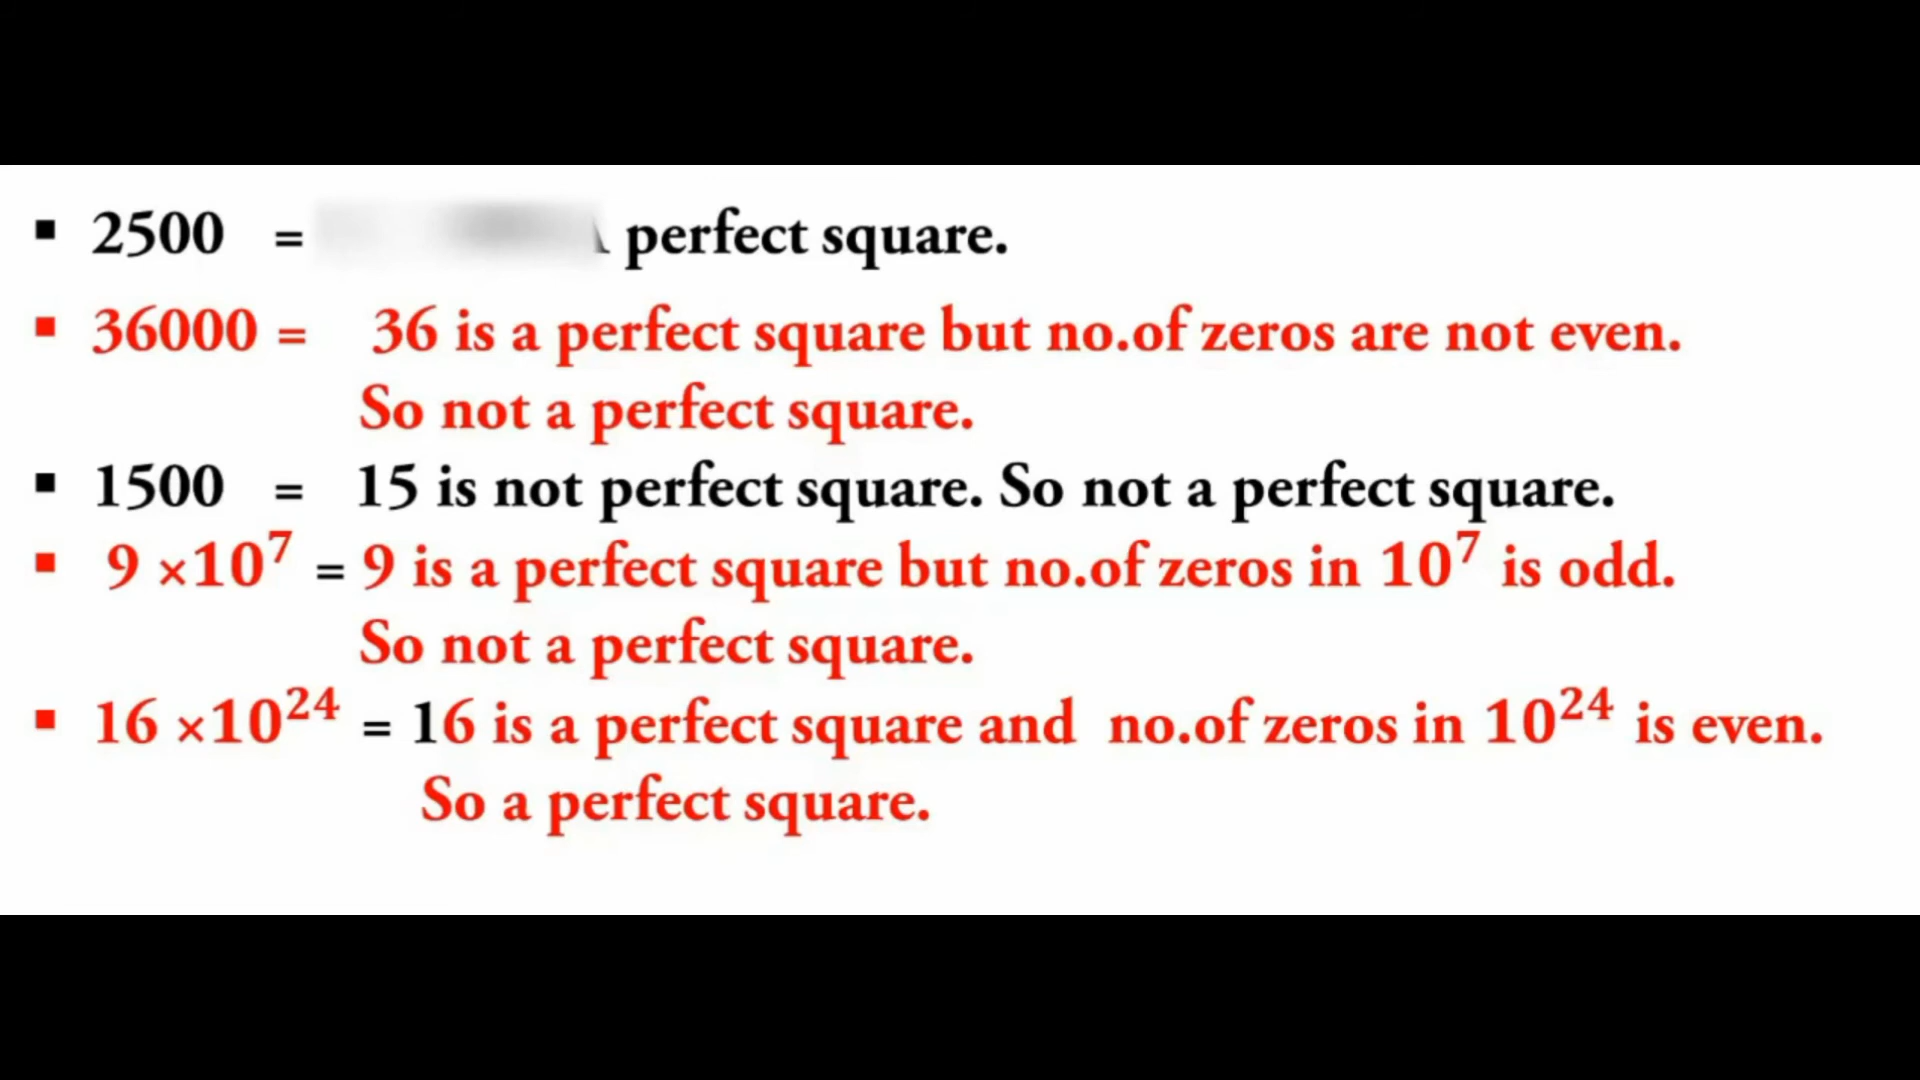 ▪ 2500 = perfect square.
▪ 36000 = 36 is a perfect square but no.of zeros are not even.
So not a perfect square.
▪ 1500 = 15 is not perfect square. So not a perfect square.
▪ 9 ×10⁷ = 9 is a perfect square but no.of zeros in 10⁷ is odd.
So not a perfect square.
▪ 16 ×10²⁴ = 16 is a perfect square and no.of zeros in 10²⁴ is even.
So a perfect square.